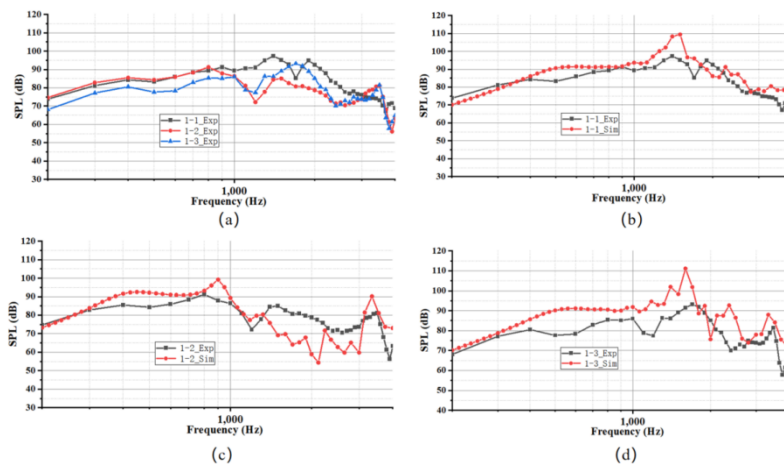 120
110
100
90
80
70
60
50
40
30
SPL (dB)
1-1_Exp
1-2_Exp
1-3_Exp
1,000
Frequency (Hz)
(a)
120
110
100
90
80
70
60
50
40
30
SPL (dB)
1-1_Exp
1-1_Sim
1,000
Frequency (Hz)
(b)
120
110
100
90
80
70
60
50
40
30
SPL (dB)
1-2_Exp
1-2_Sim
1,000
Frequency (Hz)
(c)
120
110
100
90
80
70
60
50
40
SPL (dB)
1-3_Exp
1-3_Sim
1,000
Frequency (Hz)
(d)